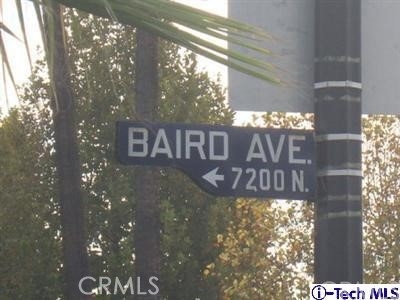 BAIRD AVE.
← 7200 N.
CRMLS
i-Tech MLS